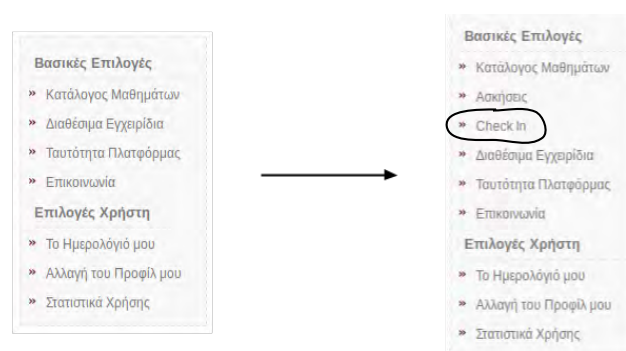 Βασικές Επιλογές
» Κατάλογος Μαθημάτων
» Διαθέσιμα Εγχειρίδια
» Ταυτότητα Πλατφόρμας
» Επικοινωνία
Επιλογές Χρήστη
» Το Ημερολόγιό μου
» Αλλαγή του Προφίλ μου
» Στατιστικά Χρήσης
Βασικές Επιλογές
» Κατάλογος Μαθημάτων
» Ασκήσεις
» Check In
» Διαθέσιμα Εγχειρίδια
» Ταυτότητα Πλατφόρμας
» Επικοινωνία
Επιλογές Χρήστη
» Το Ημερολόγιό μου
» Αλλαγή του Προφίλ μου
» Στατιστικά Χρήσης